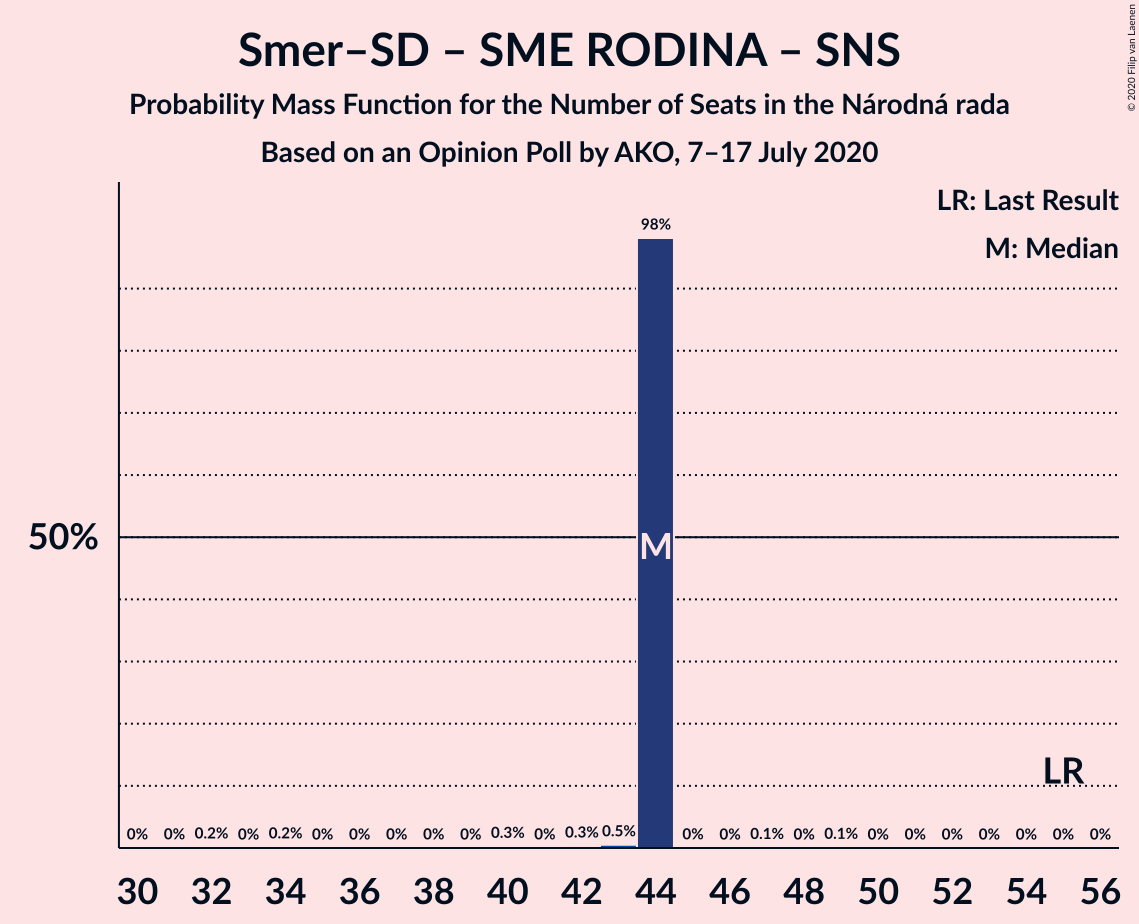 © 2020 Filip van Laenen
Smer–SD – SME RODINA – SNS
Probability Mass Function for the Number of Seats in the Národná rada
Based on an Opinion Poll by AKO, 7–17 July 2020
LR: Last Result
M: Median
98%
50%
M
LR
0% 0% 0.2% 0% 0.2% 0% 0% 0% 0% 0% 0.3% 0% 0.3% 0.5% 0% 0% 0.1% 0% 0.1% 0% 0% 0% 0% 0% 0% 0%
30 32 34 36 38 40 42 44 46 48 50 52 54 56